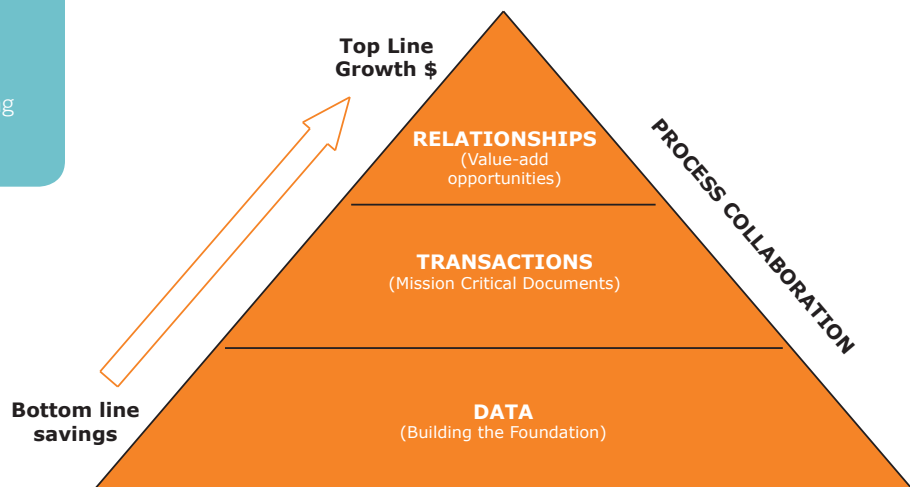 Top Line
Growth $
RELATIONSHIPS
(Value-add
opportunities)
PROCESS COLLABORATION
TRANSACTIONS
(Mission Critical Documents)
Bottom line
savings
DATA
(Building the Foundation)